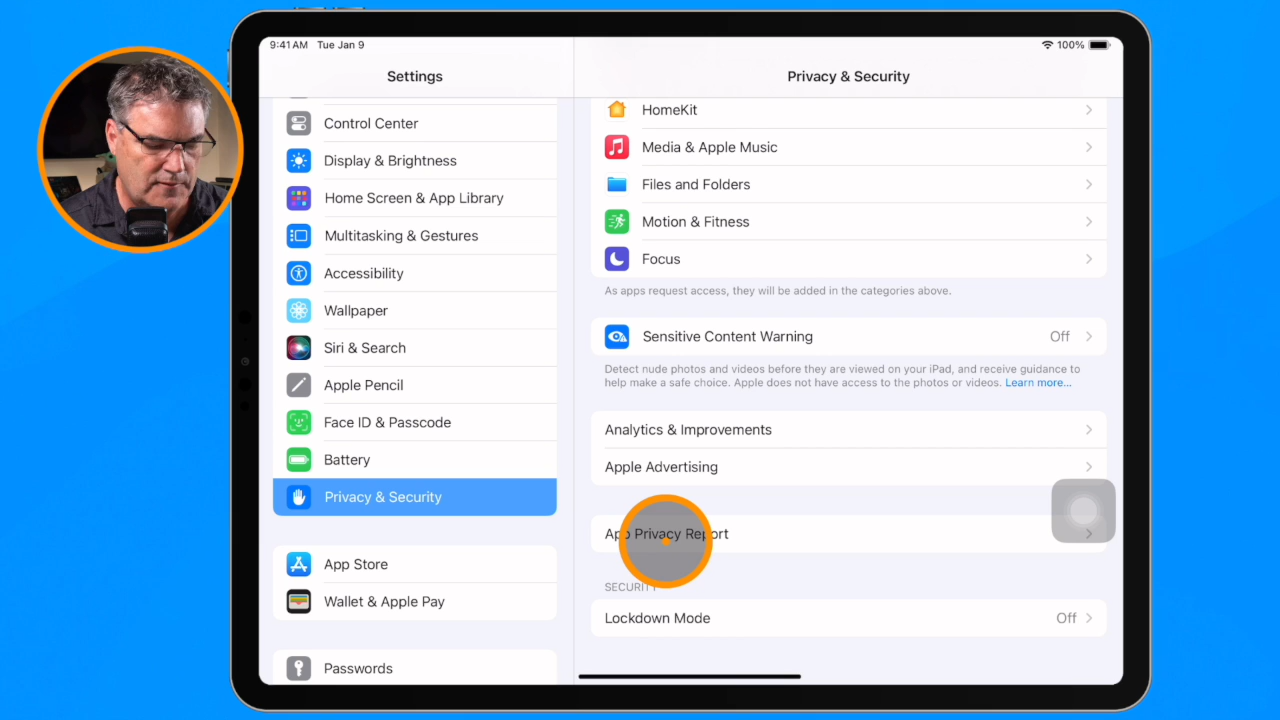 9:41 AM Tue Jan 9
100%
Settings
Control Center
Display & Brightness
Home Screen & App Library
Multitasking & Gestures
Accessibility
Wallpaper
Siri & Search
Apple Pencil
Face ID & Passcode
Battery
Privacy & Security
App Store
Wallet & Apple Pay
Passwords
Privacy & Security
HomeKit
Media & Apple Music
Files and Folders
Motion & Fitness
Focus
As apps request access, they will be added in the categories above.
Sensitive Content Warning Off
Detect nude photos and videos before they are viewed on your iPad, and receive guidance to
help make a safe choice. Apple does not have access to the photos or videos. Learn more...
Analytics & Improvements
Apple Advertising
App Privacy Report
SECURITY
Lockdown Mode Off